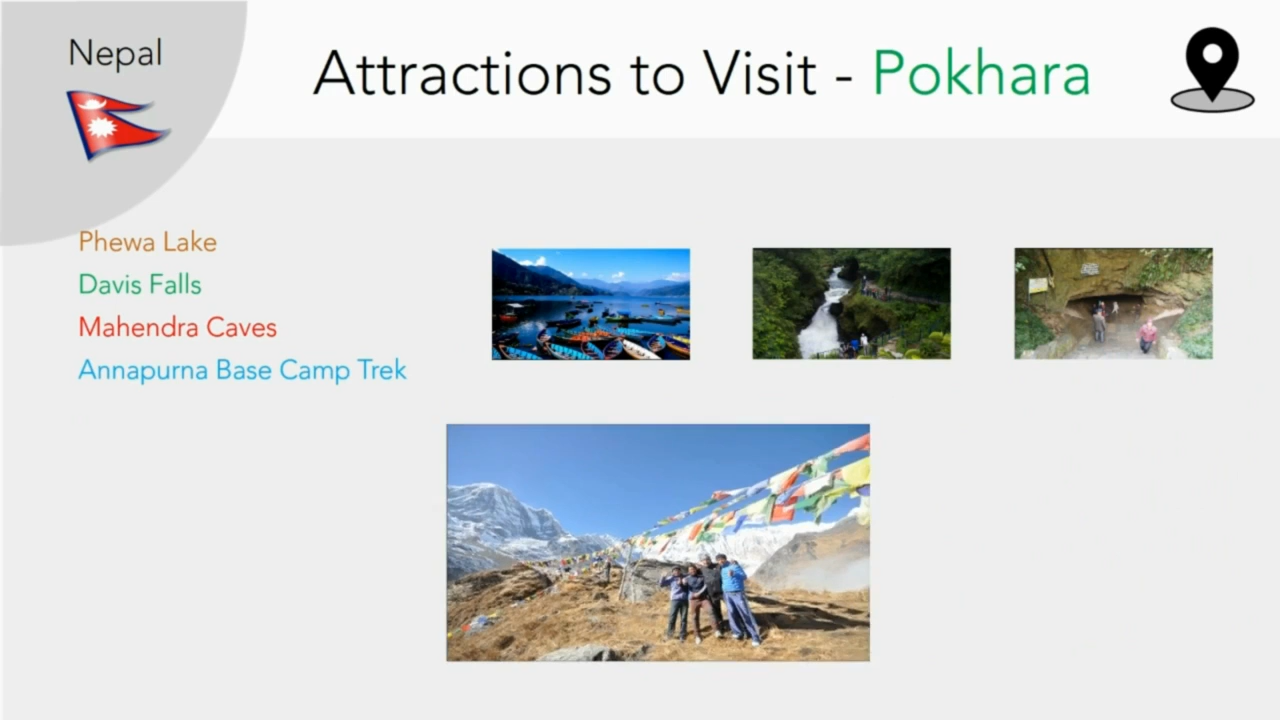 Nepal
Attractions to Visit - Pokhara
Phewa Lake
Davis Falls
Mahendra Caves
Annapurna Base Camp Trek